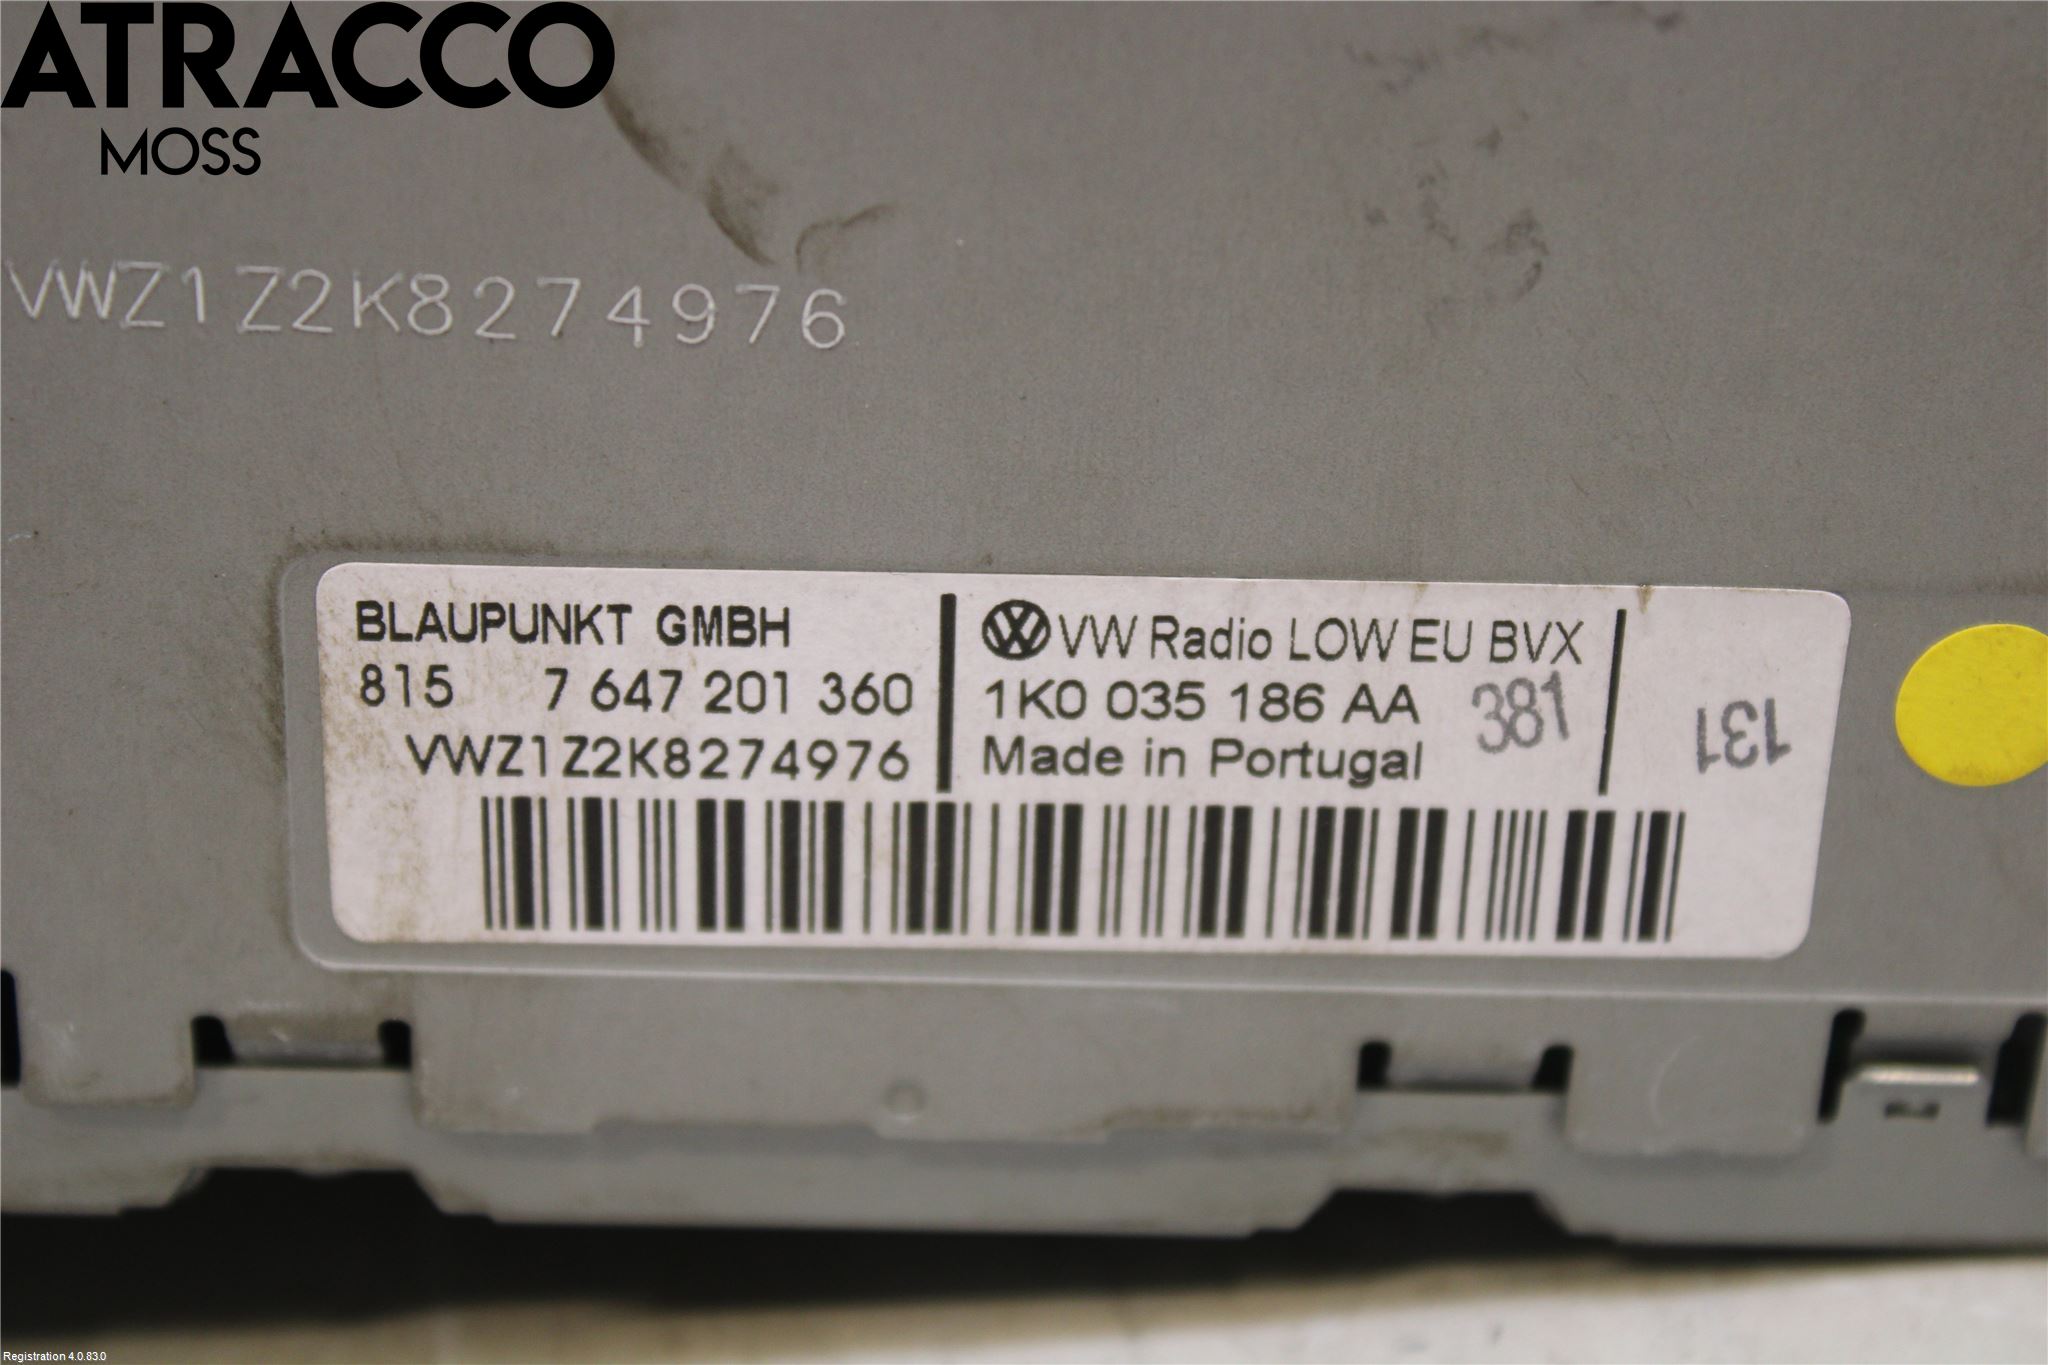 ATRACCO
MOSS
VWZ1Z2K8274976
BLAUPUNKT GMBH
815 7 647 201 360
VWZ1Z2K8274976
VW Radio LOW EU BVX
1K0 035 186 AA 381
Made in Portugal
131
Registration 4.0.83.0